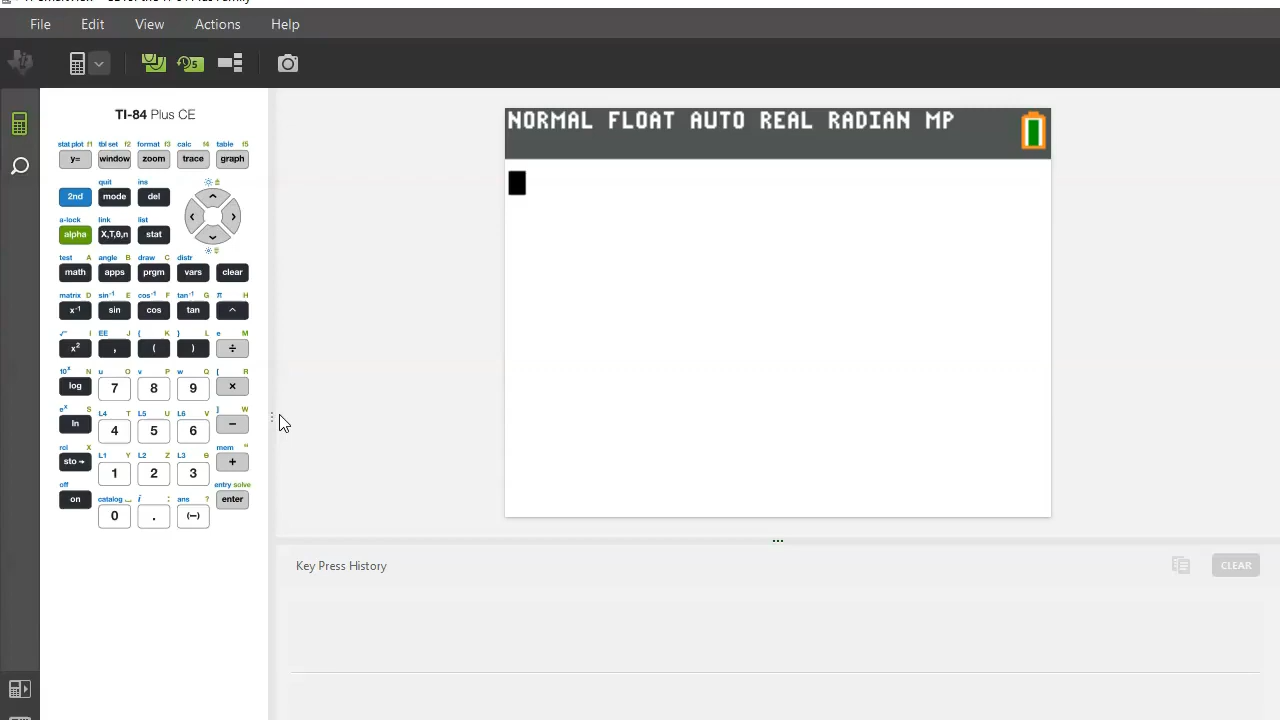 File Edit View Actions Help
TI-84 Plus CE
NORMAL FLOAT AUTO REAL RADIAN MP
stat plot f1 tbl set f2 format f3 calc f4 table f5
y= window zoom trace graph
quit ins
2nd mode del
a-lock link list
alpha X,T,θ,n stat
test A angle B draw C distr
math apps prgm vars clear
matrix D sin-1 E cos-1 F tan-1 G π H
x-1 sin cos tan ^
√ I EE J { K } L e M
x2 , ( ) ÷
10x N u O v P w Q [ R
log 7 8 9 ×
ex S L4 T L5 U L6 V ] W
ln 4 5 6 −
rcl X L1 Y L2 Z L3 θ mem "
sto→ 1 2 3 +
off catalog i : ans ? entry solve
on 0 . (−) enter
Key Press History CLEAR